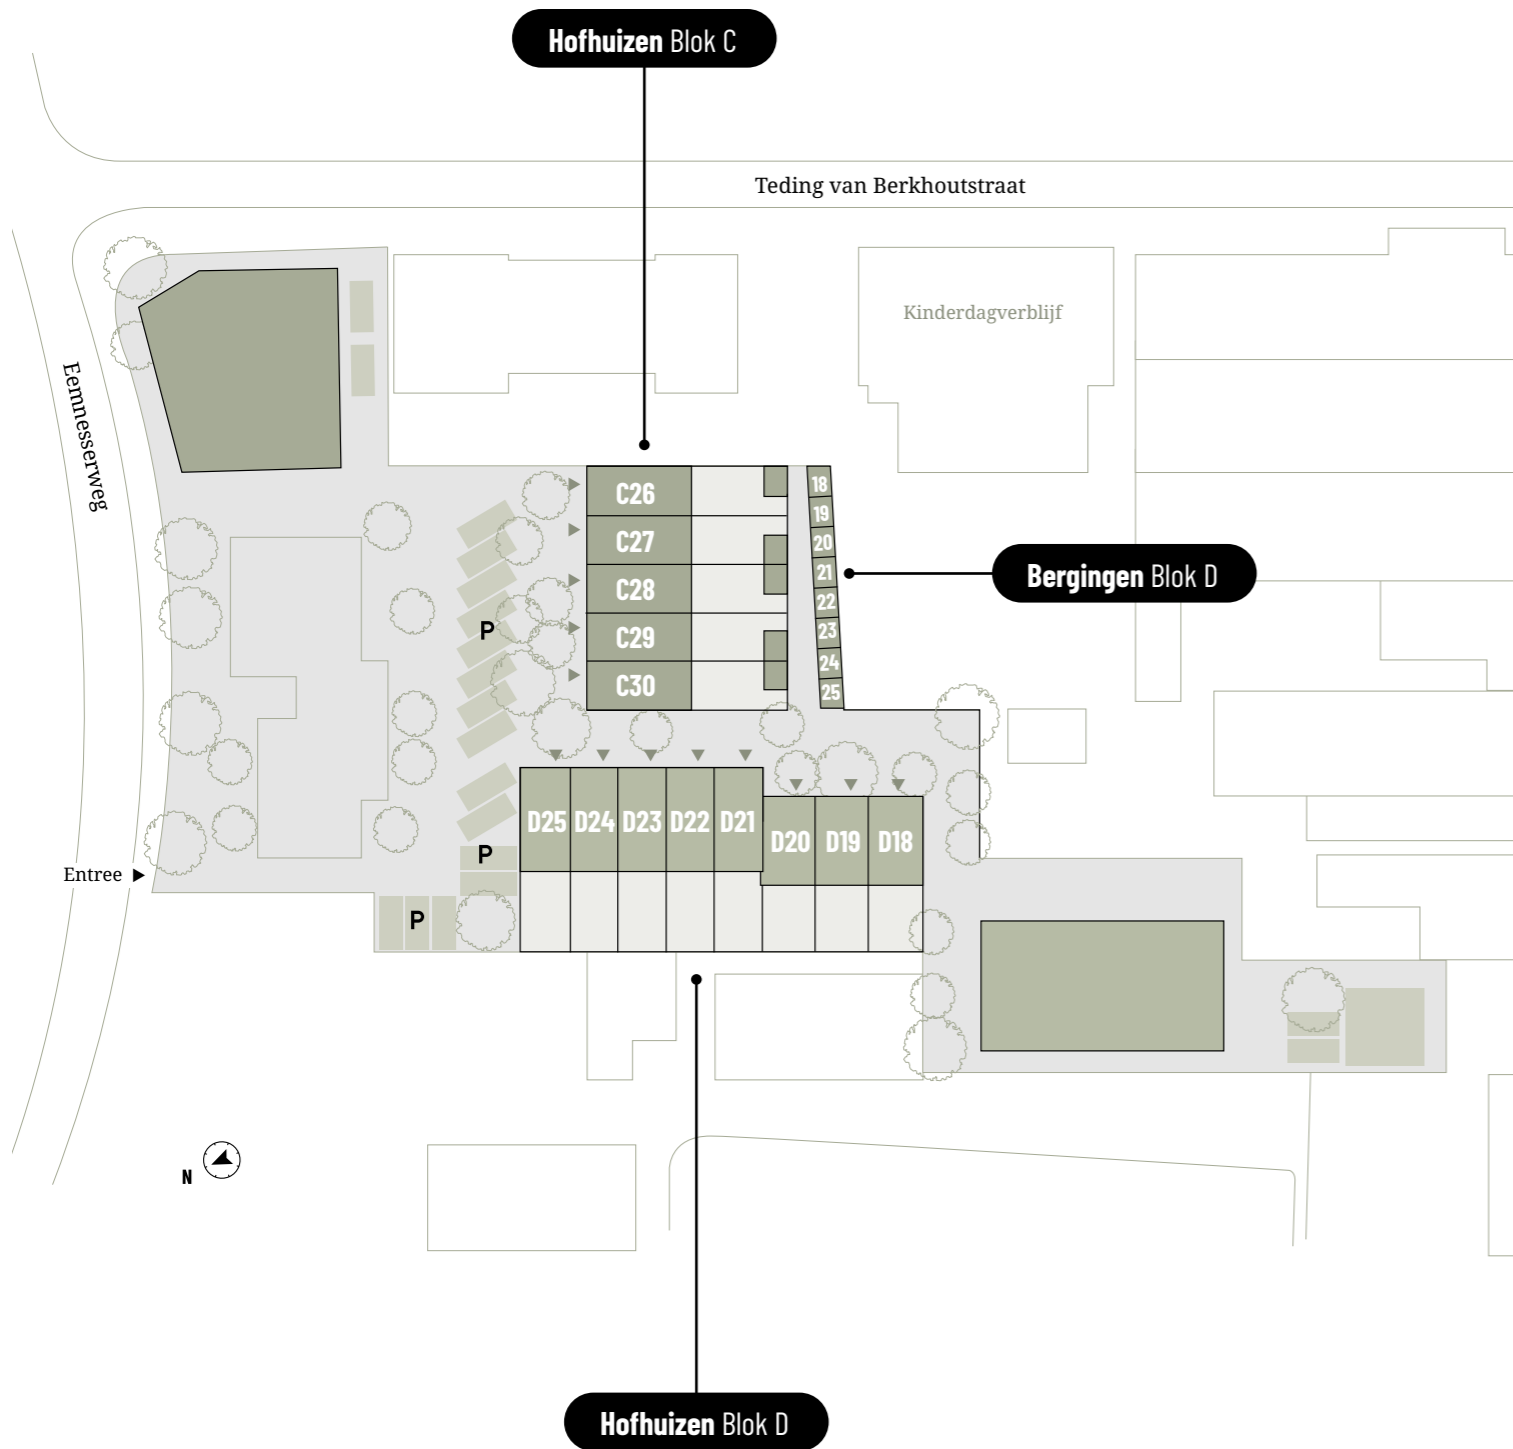 Hofhuizen Blok C
Teding van Berkhoutstraat
Kinderdagverblijf
Eemnesserweg
C26
C27
C28
C29
C30
18
19
20
21
22
23
24
25
Bergingen Blok D
P
D25 D24 D23 D22 D21
D20 D19 D18
P
Entree
P
N
Hofhuizen Blok D